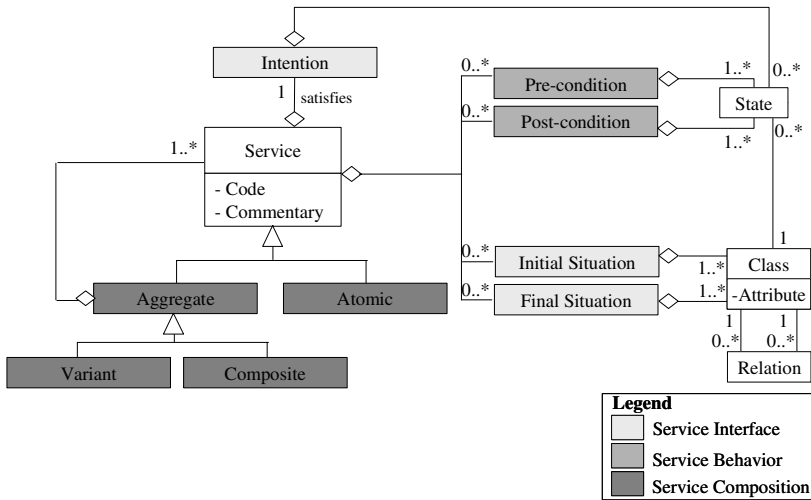 Intention
0..*
1
satisfies
0..*
Pre-condition
1..*
State
0..*
Post-condition
1..*
0..*
1..*
Service
- Code
- Commentary
0..*
Initial Situation
1..*
1
Class
-Attribute
0..*
Final Situation
1..*
Aggregate
Atomic
1
1
0..*
0..*
Relation
Variant
Composite
Legend
Service Interface
Service Behavior
Service Composition